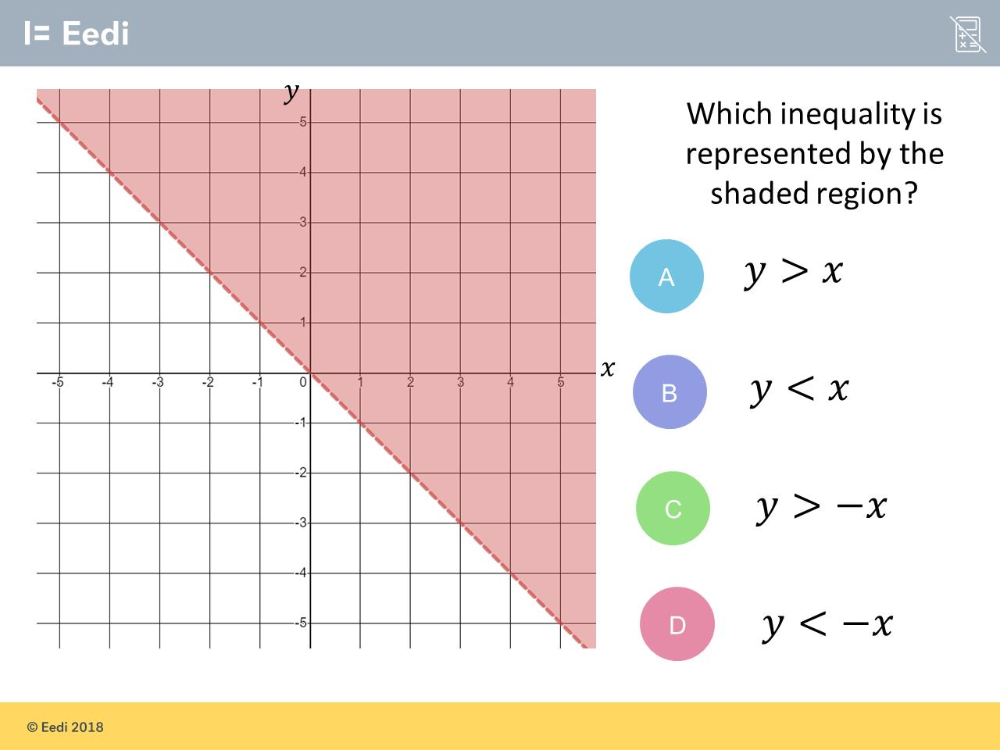 Eedi
y
Which inequality is
represented by the
shaded region?
5
4
3
2
1
x
-5 -4 -3 -2 -1 0 1 2 3 4 5
-1
-2
-3
-4
-5
A y > x
B y < x
C y > −x
D y < −x
© Eedi 2018